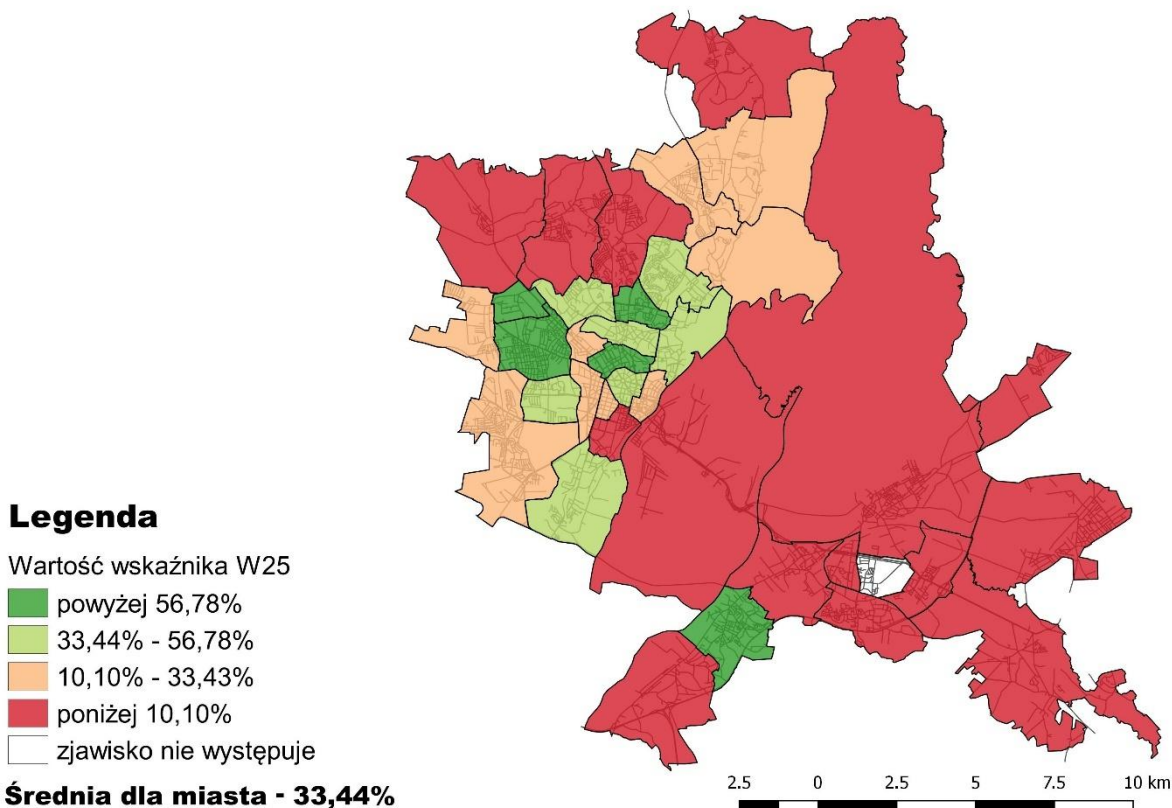 Legenda
Wartość wskaźnika W25
powyżej 56,78%
33,44% - 56,78%
10,10% - 33,43%
poniżej 10,10%
zjawisko nie występuje
Średnia dla miasta - 33,44%
2.5 0 2.5 5 7.5 10 km